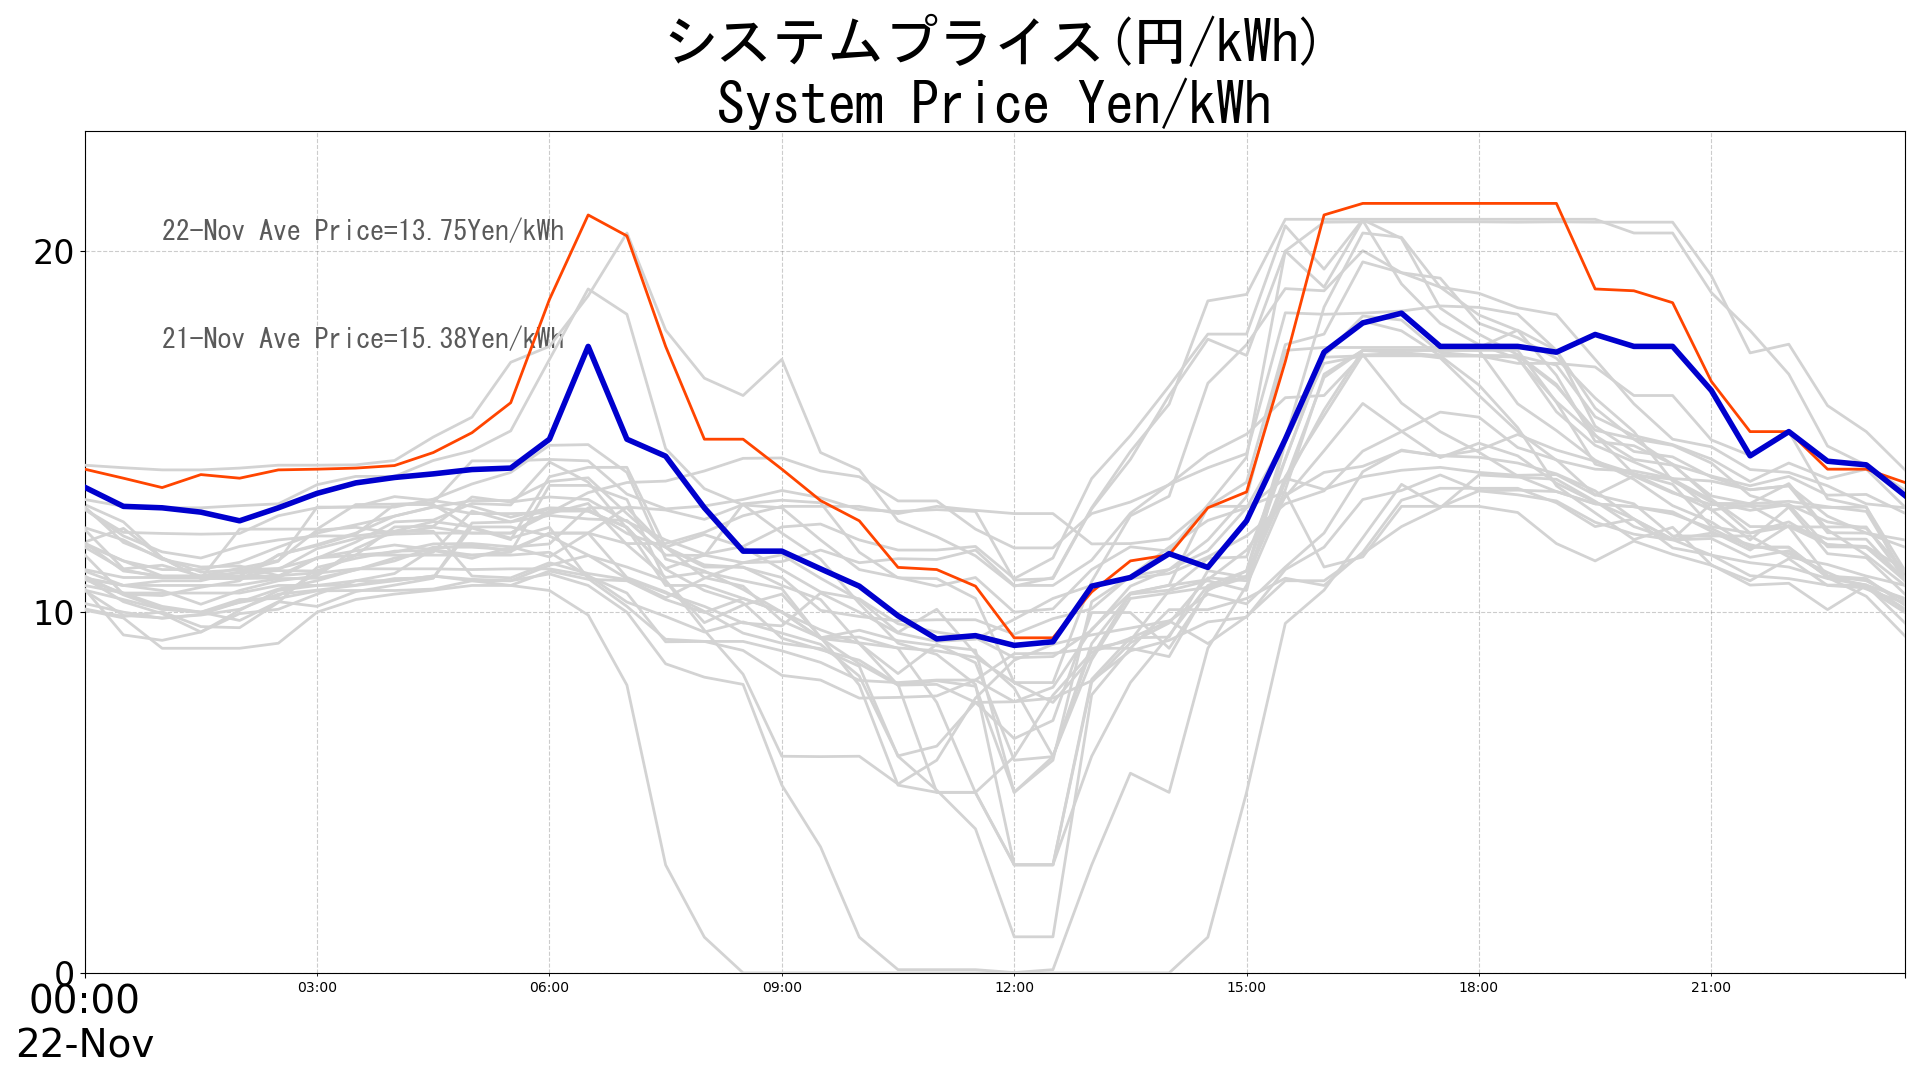 システムプライス(円/kWh)
System Price Yen/kWh
22-Nov Ave Price=13.75Yen/kWh
21-Nov Ave Price=15.38Yen/kWh
20
10
0
00:00
03:00
06:00
09:00
12:00
15:00
18:00
21:00
22-Nov